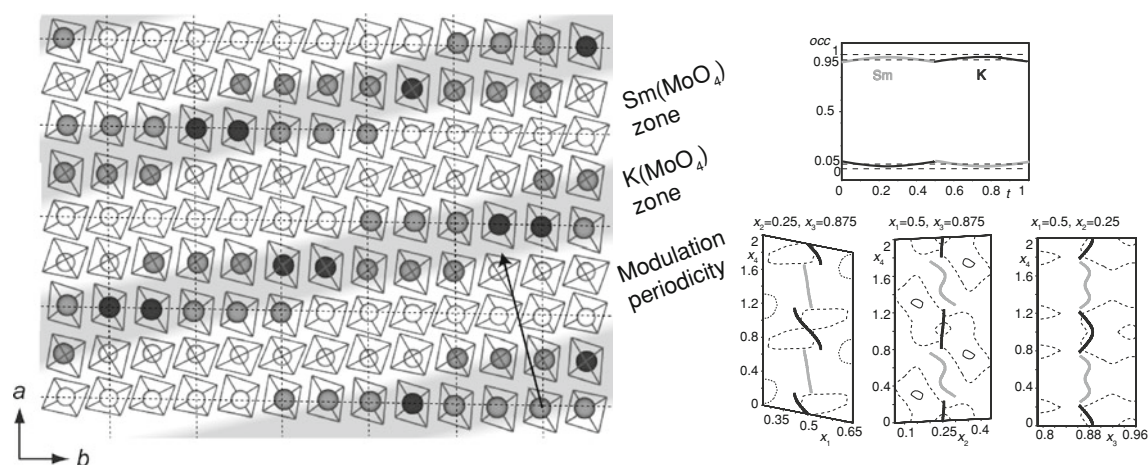 a
b
Sm(MoO₄)
zone
K(MoO₄)
zone
Modulation
periodicity
occ
1
0.95
Sm
K
0.5
0.05
0
0 0.2 0.4 0.6 0.8 t 1
x₂=0.25, x₃=0.875
2
x₄
1.6
1.2
0.8
0.4
0
0.35 0.5 0.65
x₁
x₁=0.5, x₃=0.875
2
x₄
1.6
1.2
0.8
0.4
0
0.1 0.25 x₂ 0.4
x₁=0.5, x₂=0.25
2
x₄
1.6
1.2
0.8
0.4
0
0.8 0.88 x₃ 0.96